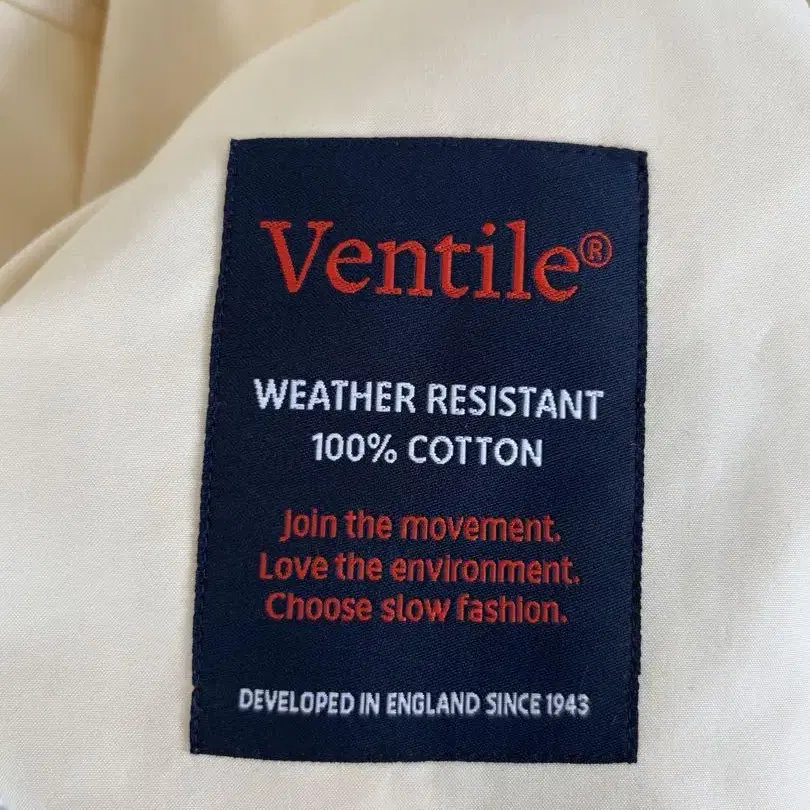 Ventile®
WEATHER RESISTANT
100% COTTON
Join the movement.
Love the environment.
Choose slow fashion.
DEVELOPED IN ENGLAND SINCE 1943